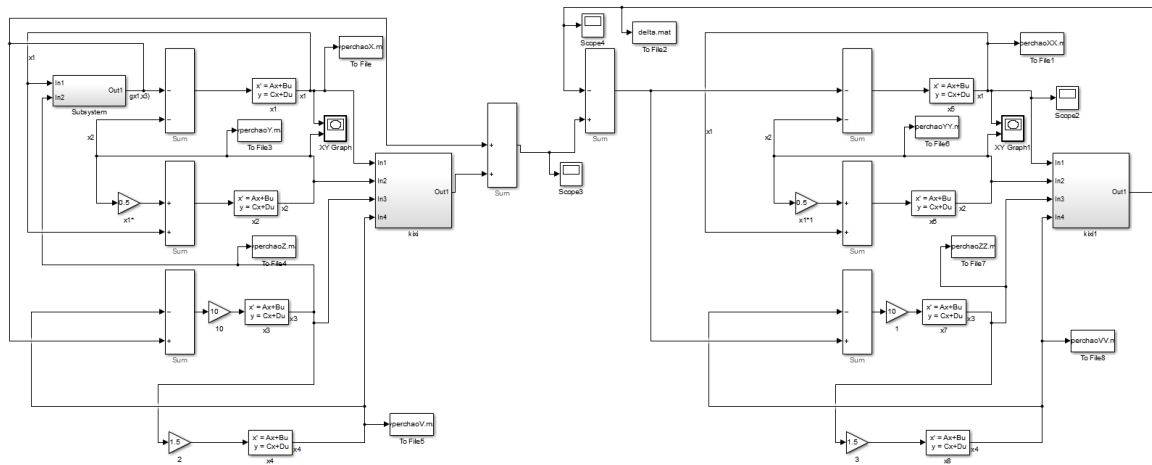 x1
In1
In2
Out1
Subsystem
g(x1,x3)
Sum
x' = Ax+Bu
y = Cx+Du
x1
x1
perchaoX.m
To File
x2
perchaoY.m
To File3
XY Graph
0.5
x1*
Sum
x' = Ax+Bu
y = Cx+Du
x2
x2
perchaoZ.m
To File4
In1
In2
In3
In4
Out1
kixi
Sum
10
10
x' = Ax+Bu
y = Cx+Du
x3
x3
1.5
2
x' = Ax+Bu
y = Cx+Du
x4
x4
perchaoV.m
To File5
Sum
Scope3
Scope4
delta.mat
To File2
Sum
x1
x2
Sum
x' = Ax+Bu
y = Cx+Du
x5
x1
perchaoXX.m
To File1
Scope2
perchaoYY.m
To File6
XY Graph1
0.5
x1*1
Sum
x' = Ax+Bu
y = Cx+Du
x6
x2
perchaoZZ.m
To File7
In1
In2
In3
In4
Out1
kixi1
Sum
10
1
x' = Ax+Bu
y = Cx+Du
x7
x3
1.5
3
x' = Ax+Bu
y = Cx+Du
x8
x4
perchaoVV.m
To File8